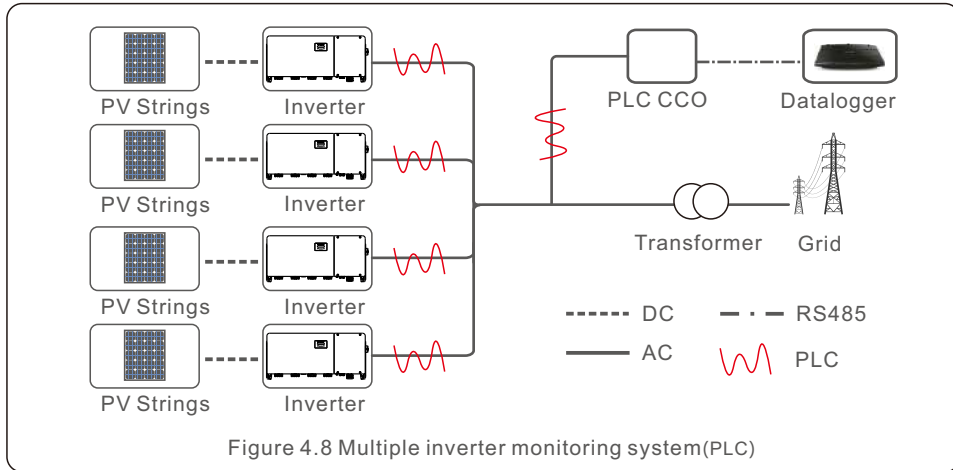 PV Strings
Inverter
PLC CCO
Datalogger
PV Strings
Inverter
Transformer
Grid
PV Strings
Inverter
DC
RS485
AC
PLC
PV Strings
Inverter
Figure 4.8 Multiple inverter monitoring system(PLC)